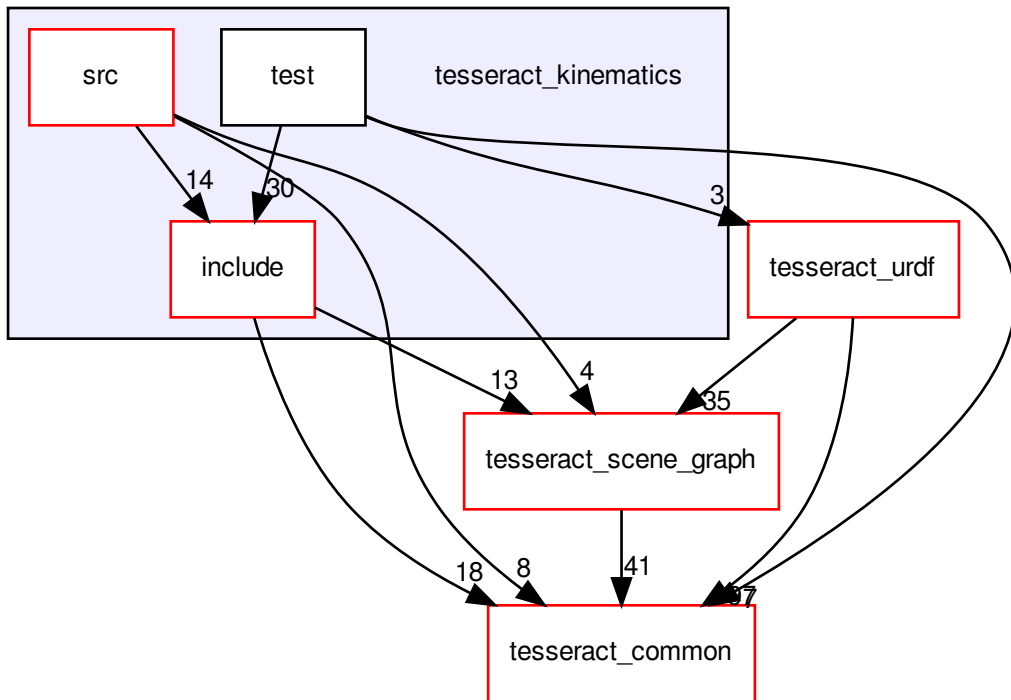 src
test
tesseract_kinematics
14
30
3
include
tesseract_urdf
13
4
35
tesseract_scene_graph
18
8
41
tesseract_common